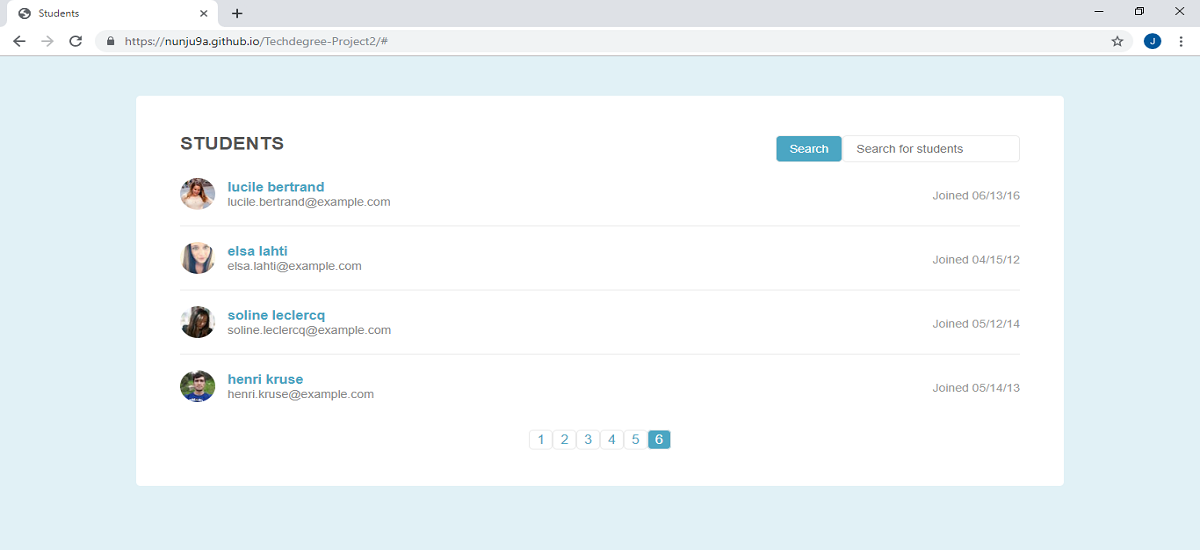 Students
https://nunju9a.github.io/Techdegree-Project2/#
J
STUDENTS
Search
Search for students
lucile bertrand
lucile.bertrand@example.com
Joined 06/13/16
elsa lahti
elsa.lahti@example.com
Joined 04/15/12
soline leclercq
soline.leclercq@example.com
Joined 05/12/14
henri kruse
henri.kruse@example.com
Joined 05/14/13
1 2 3 4 5 6